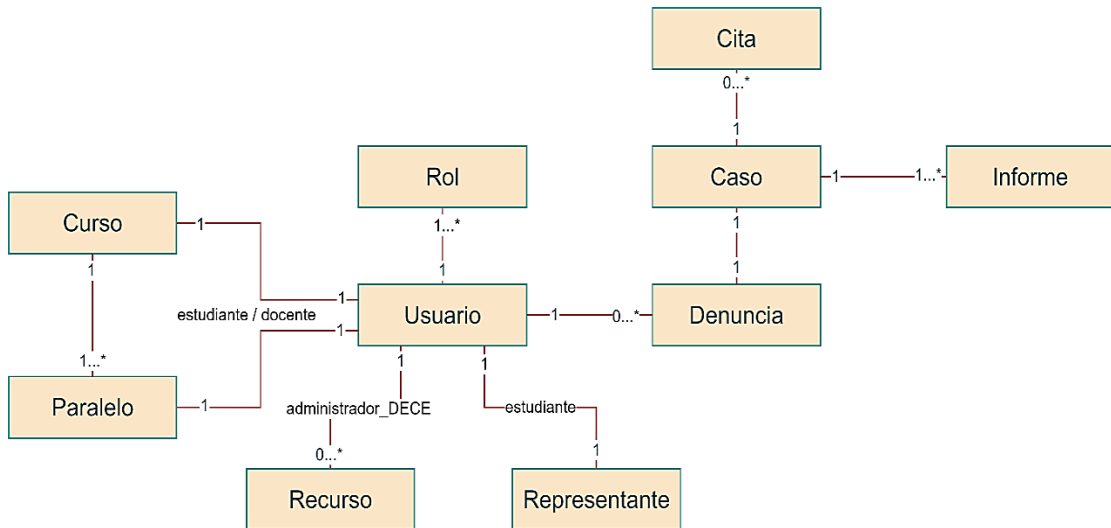 Cita
0...*
1
Rol
Caso
1
1...*
Informe
Curso
1
1...*
1
1
1
1
estudiante / docente
1
Usuario
1
0...*
Denuncia
1
1...*
1
1
Paralelo
1
administrador_DECE
estudiante
0...*
1
Recurso
Representante